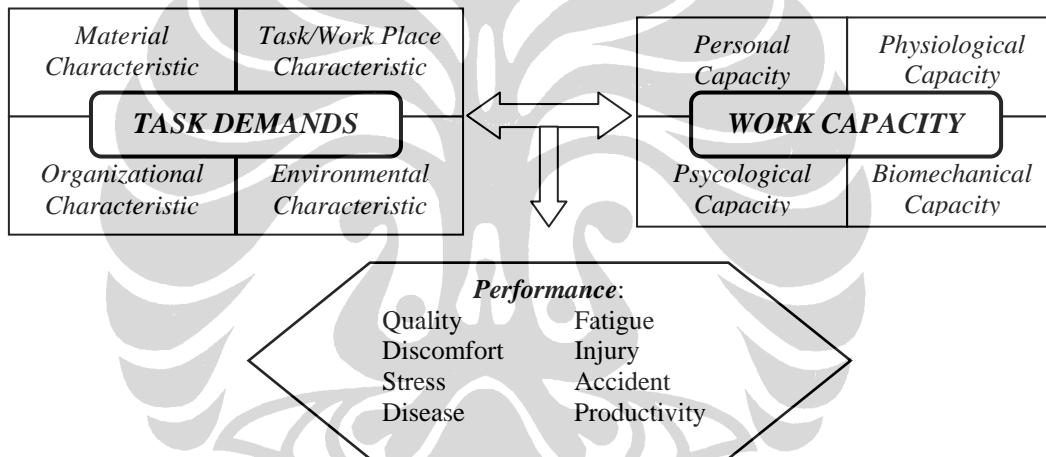 Material
Characteristic
Task/Work Place
Characteristic
TASK DEMANDS
Organizational
Characteristic
Environmental
Characteristic
Personal
Capacity
Physiological
Capacity
WORK CAPACITY
Psycological
Capacity
Biomechanical
Capacity
Performance:
Quality Fatigue
Discomfort Injury
Stress Accident
Disease Productivity